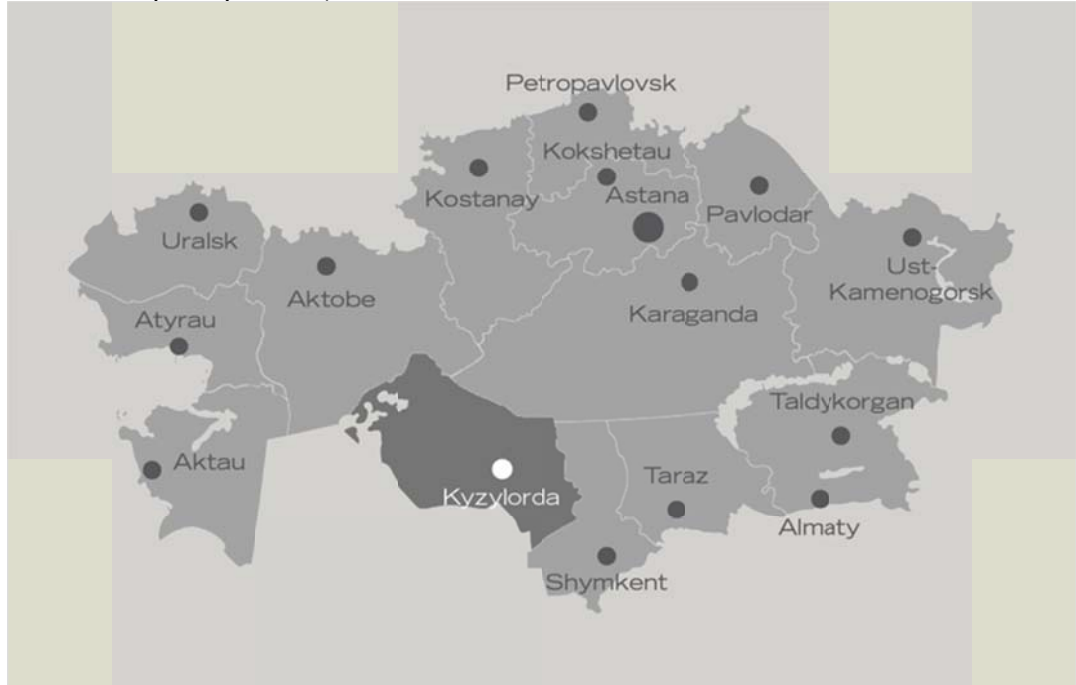 Petropavlovsk
Kokshetau
Kostanay
Astana
Pavlodar
Uralsk
Ust-
Kamenogorsk
Aktobe
Karaganda
Atyrau
Taldykorgan
Aktau
Taraz
Kyzylorda
Almaty
Shymkent